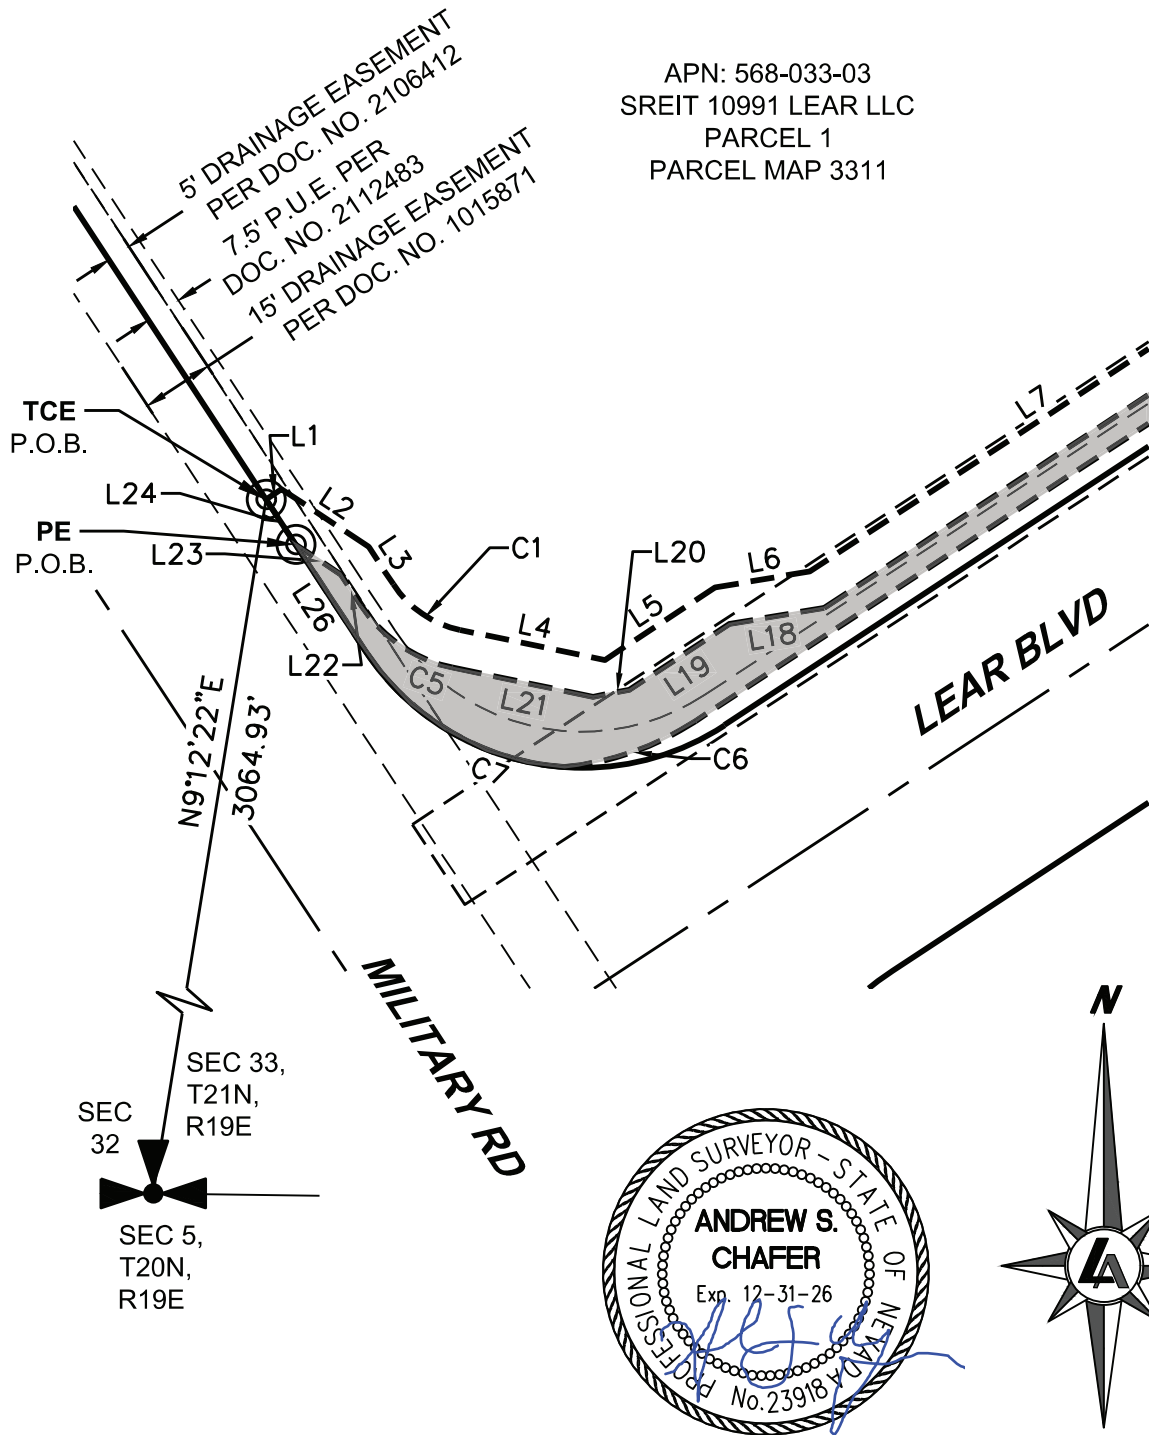 5' DRAINAGE EASEMENT
PER DOC. NO. 2106412
7.5' P.U.E. PER
DOC. NO. 2112483
15' DRAINAGE EASEMENT
PER DOC. NO. 1015871
APN: 568-033-03
SREIT 10991 LEAR LLC
PARCEL 1
PARCEL MAP 3311
TCE
P.O.B.
L1
L24
L2
PE
P.O.B.
L23
L3
C1
L26
L22
C5
L4
L21
L20
L5
L6
L7
L19
L18
C7
C6
LEAR BLVD
N9°12'22"E
3064.93'
MILITARY RD
SEC 33,
T21N,
R19E
SEC
32
SEC 5,
T20N,
R19E
N
LA
PROFESSIONAL LAND SURVEYOR - STATE OF NEVADA
ANDREW S.
CHAFER
Exp. 12-31-26
No. 23918